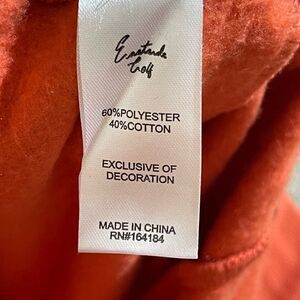 Eastside
Golf
60%POLYESTER
40%COTTON
EXCLUSIVE OF
DECORATION
MADE IN CHINA
RN#164184